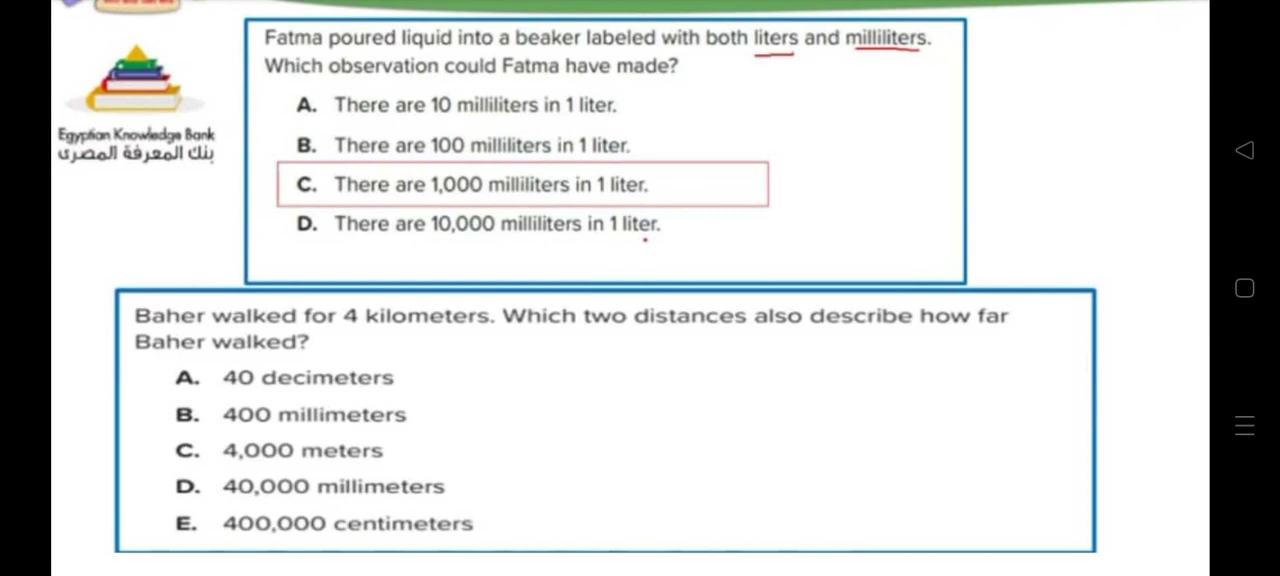 Fatma poured liquid into a beaker labeled with both liters and milliliters.
Which observation could Fatma have made?
A. There are 10 milliliters in 1 liter.
B. There are 100 milliliters in 1 liter.
C. There are 1,000 milliliters in 1 liter.
D. There are 10,000 milliliters in 1 liter.
Egyptian Knowledge Bank
بنك المعرفة المصري
Baher walked for 4 kilometers. Which two distances also describe how far
Baher walked?
A. 40 decimeters
B. 400 millimeters
C. 4,000 meters
D. 40,000 millimeters
E. 400,000 centimeters